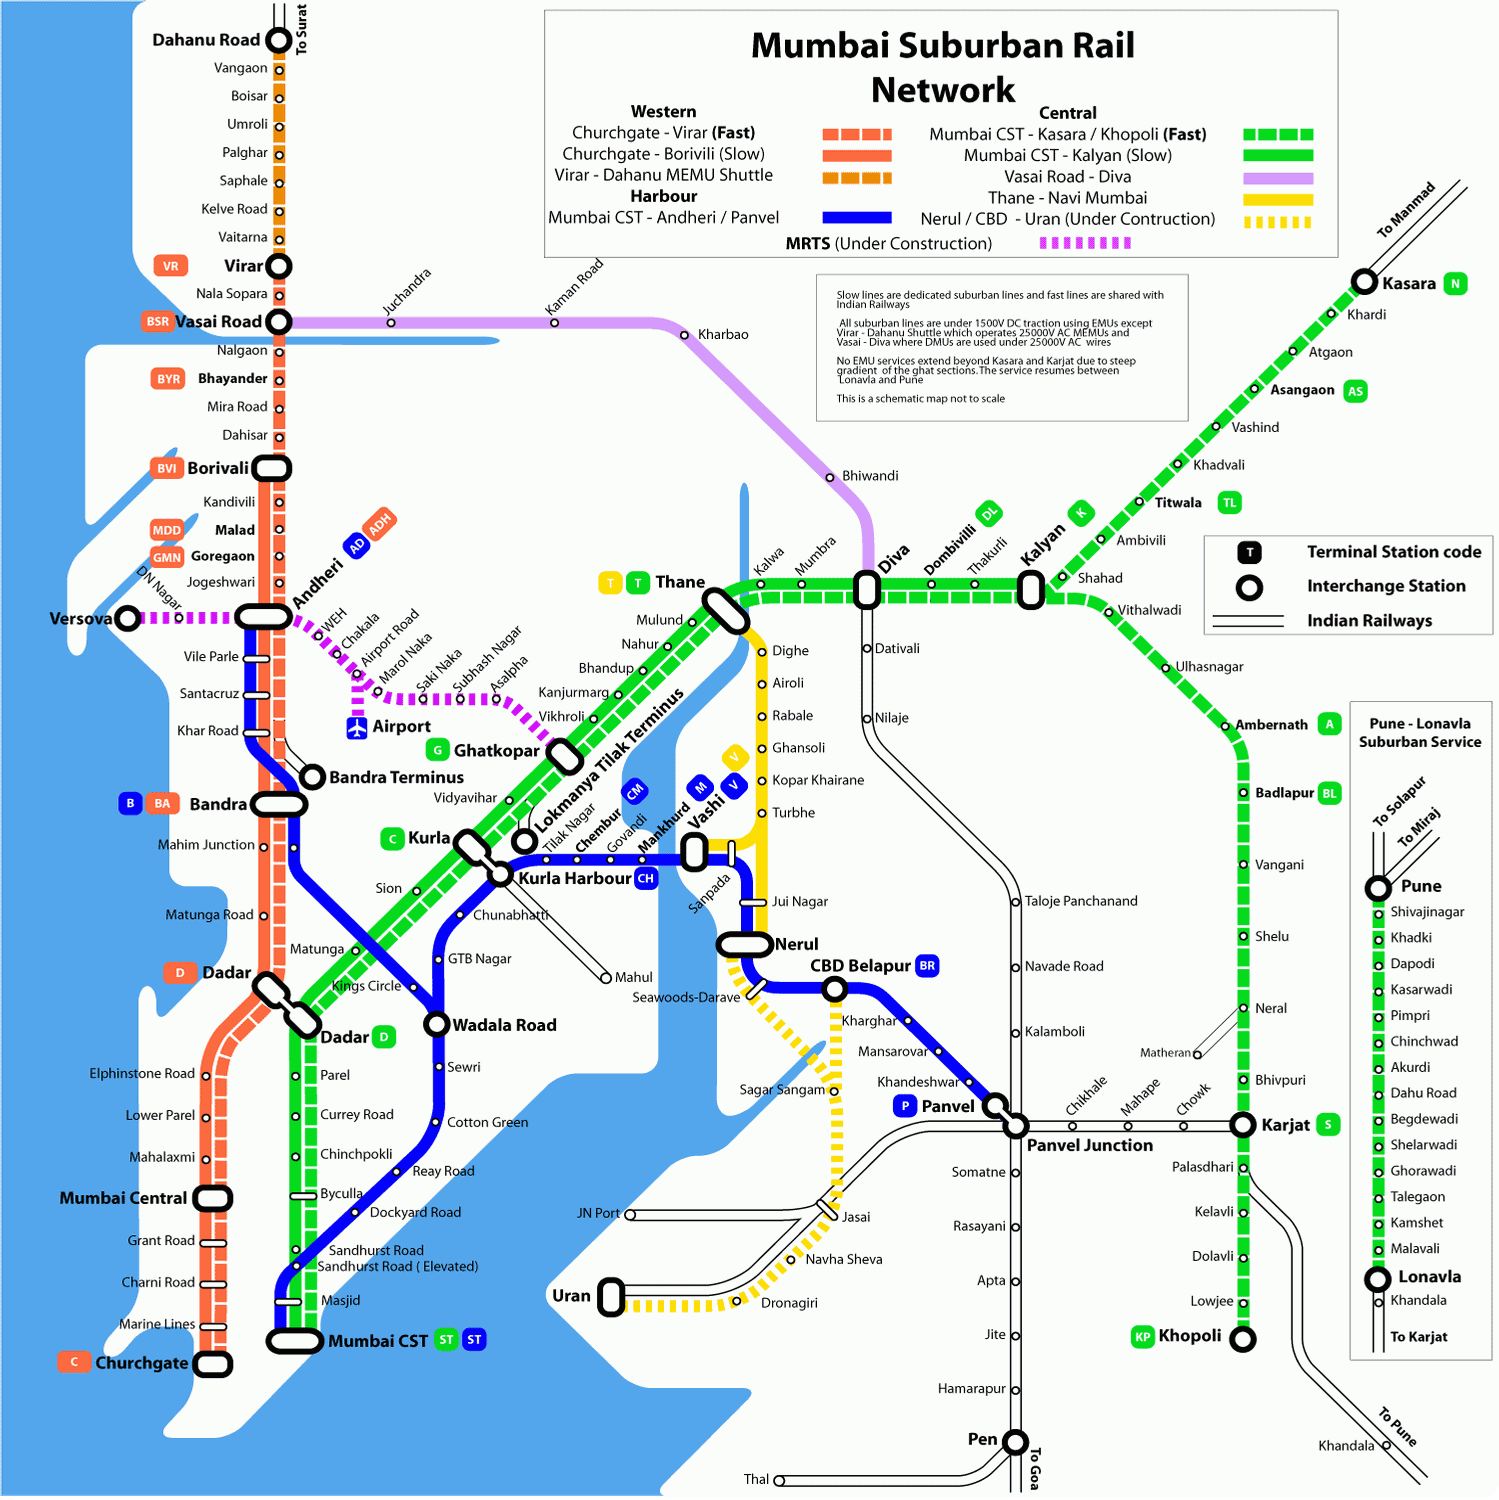 Mumbai Suburban Rail
Network
Western
Churchgate - Virar (Fast)
Churchgate - Borivili (Slow)
Virar - Dahanu MEMU Shuttle
Harbour
Mumbai CST - Andheri / Panvel
Central
Mumbai CST - Kasara / Khopoli (Fast)
Mumbai CST - Kalyan (Slow)
Vasai Road - Diva
Thane - Navi Mumbai
Nerul / CBD - Uran (Under Contruction)
MRTS (Under Construction)
Slow lines are dedicated suburban lines and fast lines are shared with
Indian Railways
All suburban lines are under 1500V DC traction using EMUs except
Virar - Dahanu Shuttle which operates 25000V AC MEMUs and
Vasai - Diva where DMUs are used under 25000V AC wires
No EMU services extend beyond Kasara and Karjat due to steep
gradient of the ghat sections.The service resumes between
Lonavla and Pune
This is a schematic map not to scale
T Terminal Station code
Interchange Station
Indian Railways
To Surat
Dahanu Road
Vangaon
Boisar
Umroli
Palghar
Saphale
Kelve Road
Vaitarna
VR Virar
Nala Sopara
BSR Vasai Road
Nalgaon
BYR Bhayander
Mira Road
Dahisar
BVI Borivali
Kandivili
MDD Malad
GMN Goregaon
Jogeshwari
Andheri AD ADH
DN Nagar
Versova
WEH
Chakala
Airport Road
Marol Naka
Saki Naka
Subhash Nagar
Asalpha
Airport
Vile Parle
Santacruz
Khar Road
Bandra Terminus
B BA Bandra
Mahim Junction
Matunga Road
D Dadar
Elphinstone Road
Lower Parel
Mahalaxmi
Mumbai Central
Grant Road
Charni Road
Marine Lines
C Churchgate
Juchandra
Kaman Road
Kharbao
Bhiwandi
Diva
To Manmad
Kasara N
Khardi
Atgaon
Asangaon AS
Vashind
Khadvali
Titwala TL
Ambivili
Shahad
Kalyan K
Thakurli
Dombivilli DL
Mumbra
Kalwa
T T Thane
Mulund
Nahur
Bhandup
Kanjurmarg
Vikhroli
G Ghatkopar
Vidyavihar
C Kurla
Lokmanya Tilak Terminus
Sion
Matunga
Dadar D
Parel
Currey Road
Chinchpokli
Byculla
Sandhurst Road
Sandhurst Road ( Elevated)
Masjid
Mumbai CST ST ST
Kings Circle
Wadala Road
Sewri
Cotton Green
Reay Road
Dockyard Road
GTB Nagar
Chunabhatti
Kurla Harbour CH
Mahul
Tilak Nagar
Chembur CM
Govandi
Mankhurd M
Vashi V V
Sanpada
Jui Nagar
Nerul
Seawoods-Darave
CBD Belapur BR
Kharghar
Mansarovar
Khandeshwar
P Panvel
Panvel Junction
Dighe
Airoli
Rabale
Ghansoli
Kopar Khairane
Turbhe
Dativali
Nilaje
Taloje Panchanand
Navade Road
Kalamboli
Sagar Sangam
JN Port
Jasai
Navha Sheva
Dronagiri
Uran
Somatne
Rasayani
Apta
Jite
Hamarapur
Pen
To Goa
Thal
Chikhale
Mahape
Chowk
Vithalwadi
Ulhasnagar
Ambernath A
Badlapur BL
Vangani
Shelu
Neral
Matheran
Bhivpuri
Karjat S
Palasdhari
Kelavli
Dolavli
Lowjee
KP Khopoli
Khandala
To Pune
Pune - Lonavla
Suburban Service
To Solapur
To Miraj
Pune
Shivajinagar
Khadki
Dapodi
Kasarwadi
Pimpri
Chinchwad
Akurdi
Dahu Road
Begdewadi
Shelarwadi
Ghorawadi
Talegaon
Kamshet
Malavali
Lonavla
Khandala
To Karjat